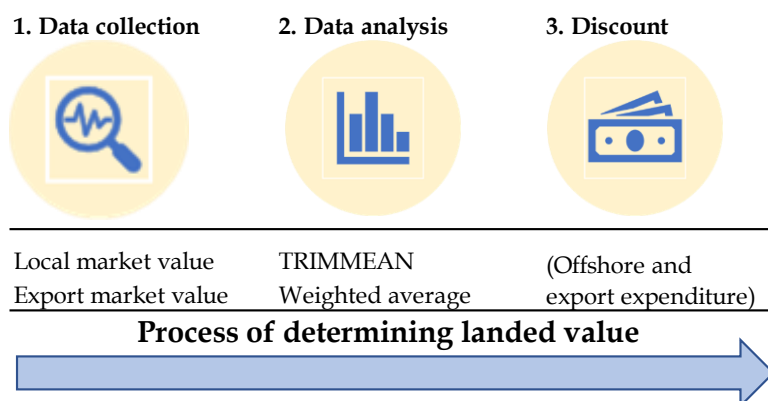 1. Data collection
2. Data analysis
3. Discount
Local market value
Export market value
TRIMMEAN
Weighted average
(Offshore and
export expenditure)
Process of determining landed value